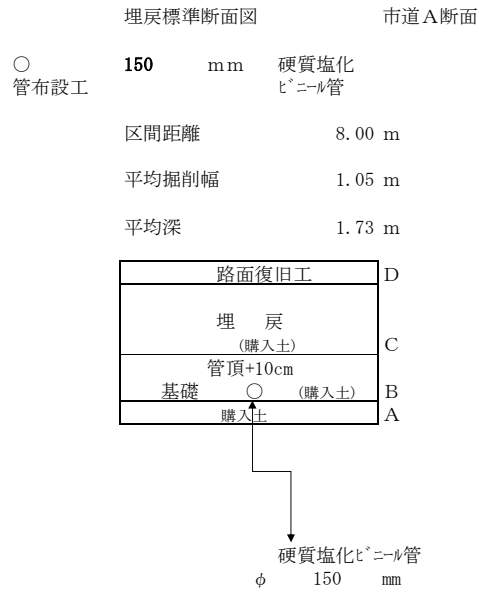 埋戻標準断面図 市道A断面
○ 150 mm 硬質塩化
管布設工 ﾋﾞﾆｰﾙ管
区間距離 8.00 m
平均掘削幅 1.05 m
平均深 1.73 m
路面復旧工 D
埋 戻
(購入土) C
管頂+10cm
基礎 ○ (購入土) B
購入土 A
硬質塩化ﾋﾞﾆｰﾙ管
φ 150 mm